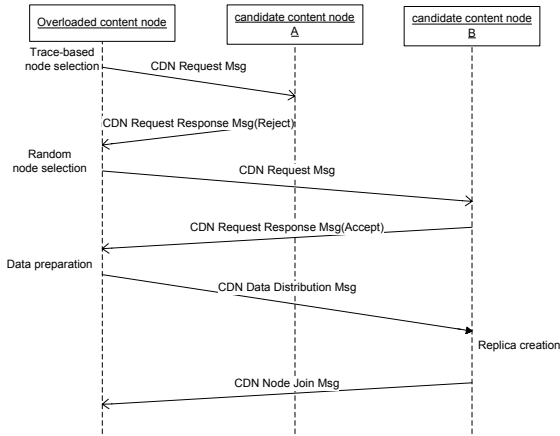 Overloaded content node
candidate content node
A
candidate content node
B
Trace-based
node selection
CDN Request Msg
CDN Request Response Msg(Reject)
Random
node selection
CDN Request Msg
CDN Request Response Msg(Accept)
Data preparation
CDN Data Distribution Msg
Replica creation
CDN Node Join Msg